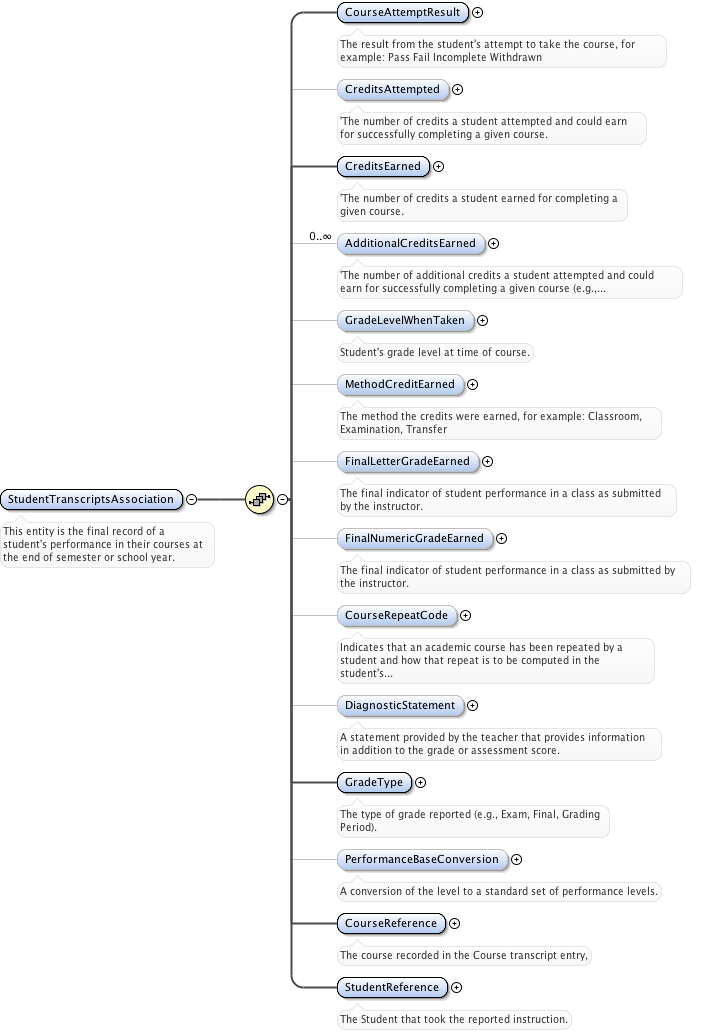 CourseAttemptResult
The result from the student's attempt to take the course, for
example: Pass Fail Incomplete Withdrawn
CreditsAttempted
'The number of credits a student attempted and could earn
for successfully completing a given course.
CreditsEarned
'The number of credits a student earned for completing a
given course.
0..∞
AdditionalCreditsEarned
'The number of additional credits a student attempted and could
earn for successfully completing a given course (e.g.,...
GradeLevelWhenTaken
Student's grade level at time of course.
MethodCreditEarned
The method the credits were earned, for example: Classroom,
Examination, Transfer
FinalLetterGradeEarned
The final indicator of student performance in a class as submitted
by the instructor.
StudentTranscriptsAssociation
This entity is the final record of a
student's performance in their courses at
the end of semester or school year.
FinalNumericGradeEarned
The final indicator of student performance in a class as submitted by
the instructor.
CourseRepeatCode
Indicates that an academic course has been repeated by a
student and how that repeat is to be computed in the
student's...
DiagnosticStatement
A statement provided by the teacher that provides information
in addition to the grade or assessment score.
GradeType
The type of grade reported (e.g., Exam, Final, Grading
Period).
PerformanceBaseConversion
A conversion of the level to a standard set of performance levels.
CourseReference
The course recorded in the Course transcript entry,
StudentReference
The Student that took the reported instruction.